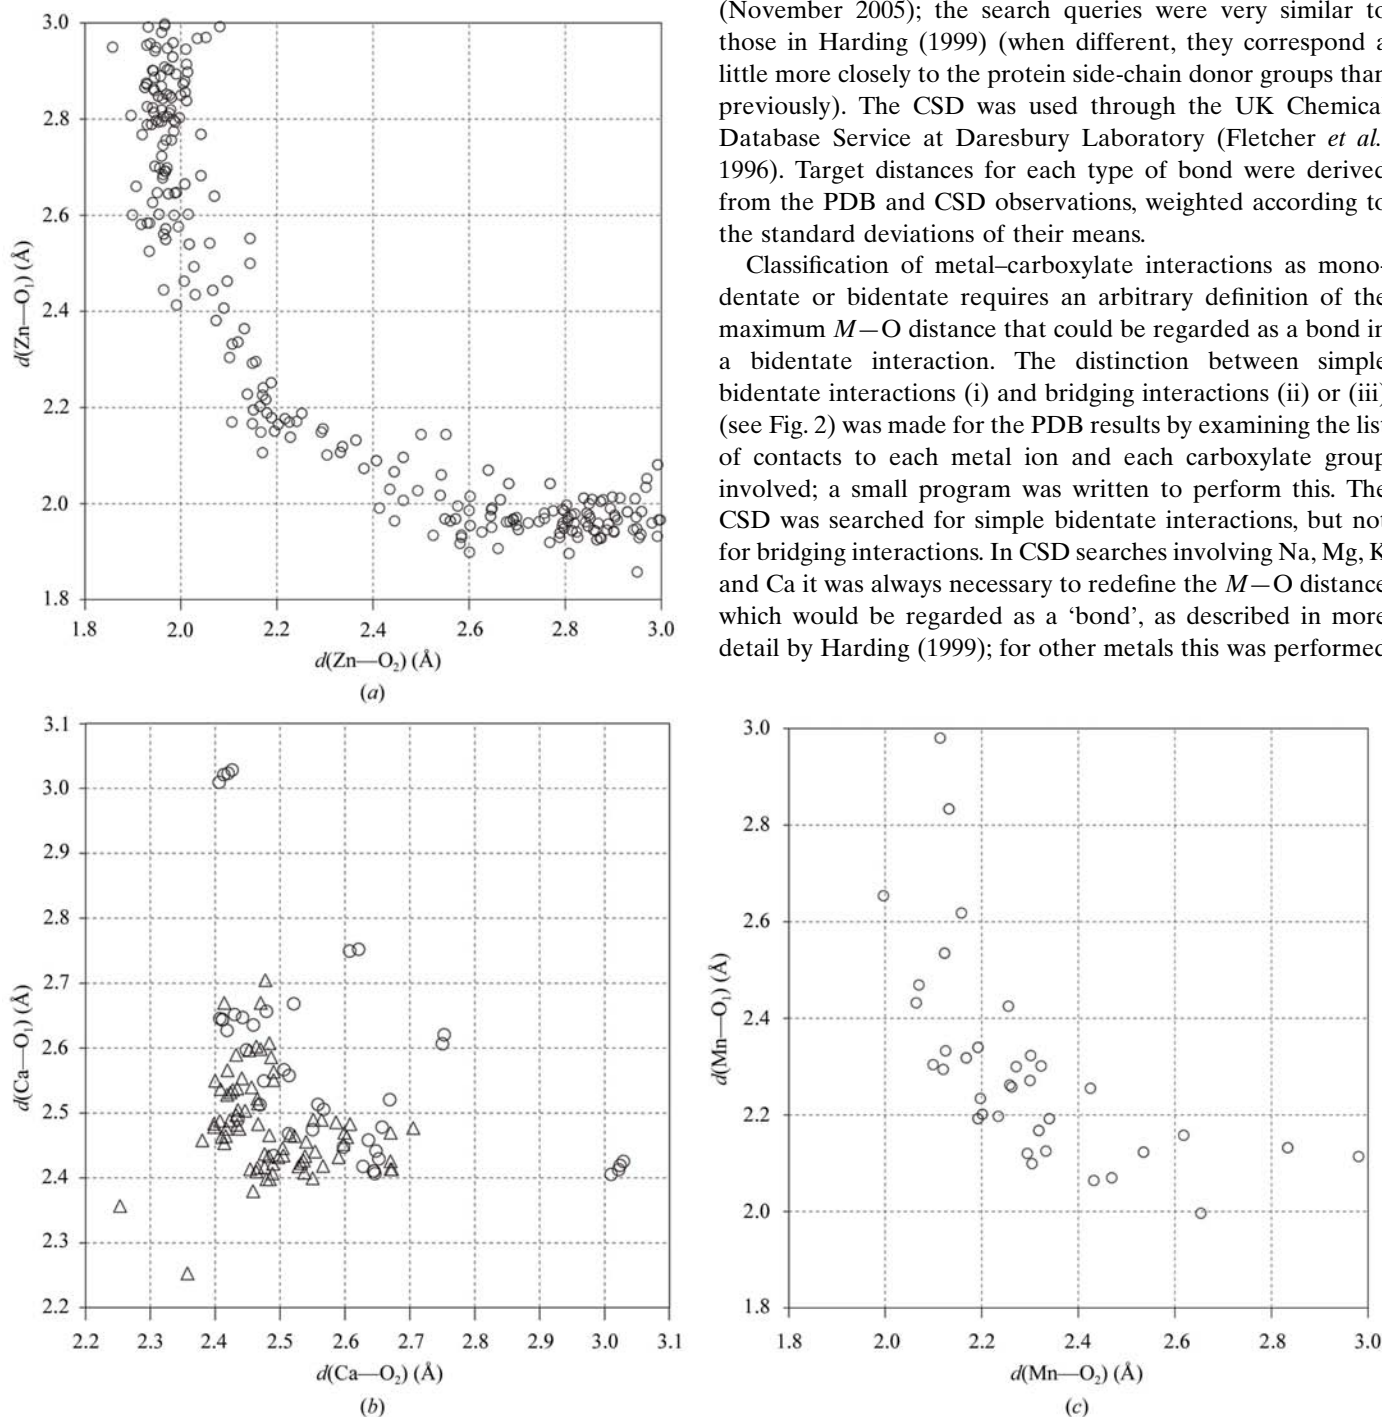 (November 2005); the search queries were very similar to
those in Harding (1999) (when different, they correspond a
little more closely to the protein side-chain donor groups than
previously). The CSD was used through the UK Chemical
Database Service at Daresbury Laboratory (Fletcher et al.
1996). Target distances for each type of bond were derived
from the PDB and CSD observations, weighted according to
the standard deviations of their means.
Classification of metal–carboxylate interactions as mono-
dentate or bidentate requires an arbitrary definition of the
maximum M—O distance that could be regarded as a bond in
a bidentate interaction. The distinction between simple
bidentate interactions (i) and bridging interactions (ii) or (iii)
(see Fig. 2) was made for the PDB results by examining the list
of contacts to each metal ion and each carboxylate group
involved; a small program was written to perform this. The
CSD was searched for simple bidentate interactions, but not
for bridging interactions. In CSD searches involving Na, Mg, K
and Ca it was always necessary to redefine the M—O distance
which would be regarded as a 'bond', as described in more
detail by Harding (1999); for other metals this was performed
3.0
2.8
2.6
2.4
2.2
2.0
1.8
d(Zn—O1) (Å)
1.8 2.0 2.2 2.4 2.6 2.8 3.0
d(Zn—O2) (Å)
(a)
3.1
3.0
2.9
2.8
2.7
2.6
2.5
2.4
2.3
2.2
d(Ca—O1) (Å)
2.2 2.3 2.4 2.5 2.6 2.7 2.8 2.9 3.0 3.1
d(Ca—O2) (Å)
(b)
3.0
2.8
2.6
2.4
2.2
2.0
1.8
d(Mn—O1) (Å)
1.8 2.0 2.2 2.4 2.6 2.8 3.0
d(Mn—O2) (Å)
(c)